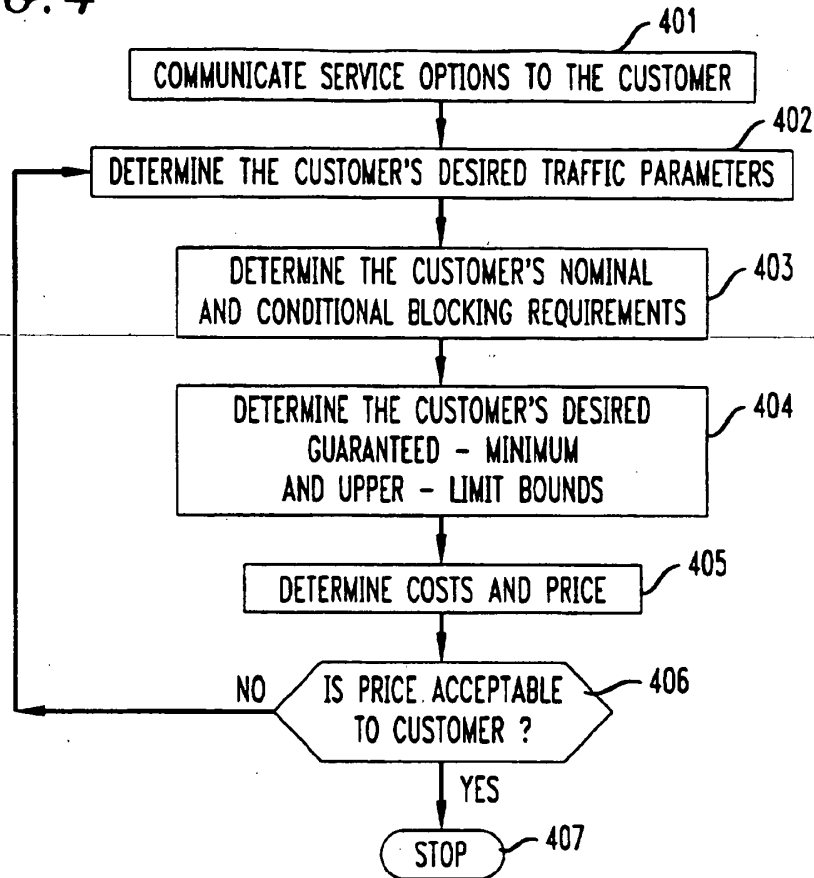 401
COMMUNICATE SERVICE OPTIONS TO THE CUSTOMER
402
DETERMINE THE CUSTOMER'S DESIRED TRAFFIC PARAMETERS
DETERMINE THE CUSTOMER'S NOMINAL
AND CONDITIONAL BLOCKING REQUIREMENTS
403
DETERMINE THE CUSTOMER'S DESIRED
GUARANTEED - MINIMUM
AND UPPER - LIMIT BOUNDS
404
DETERMINE COSTS AND PRICE
405
NO
IS PRICE ACCEPTABLE
TO CUSTOMER ?
406
YES
STOP
407